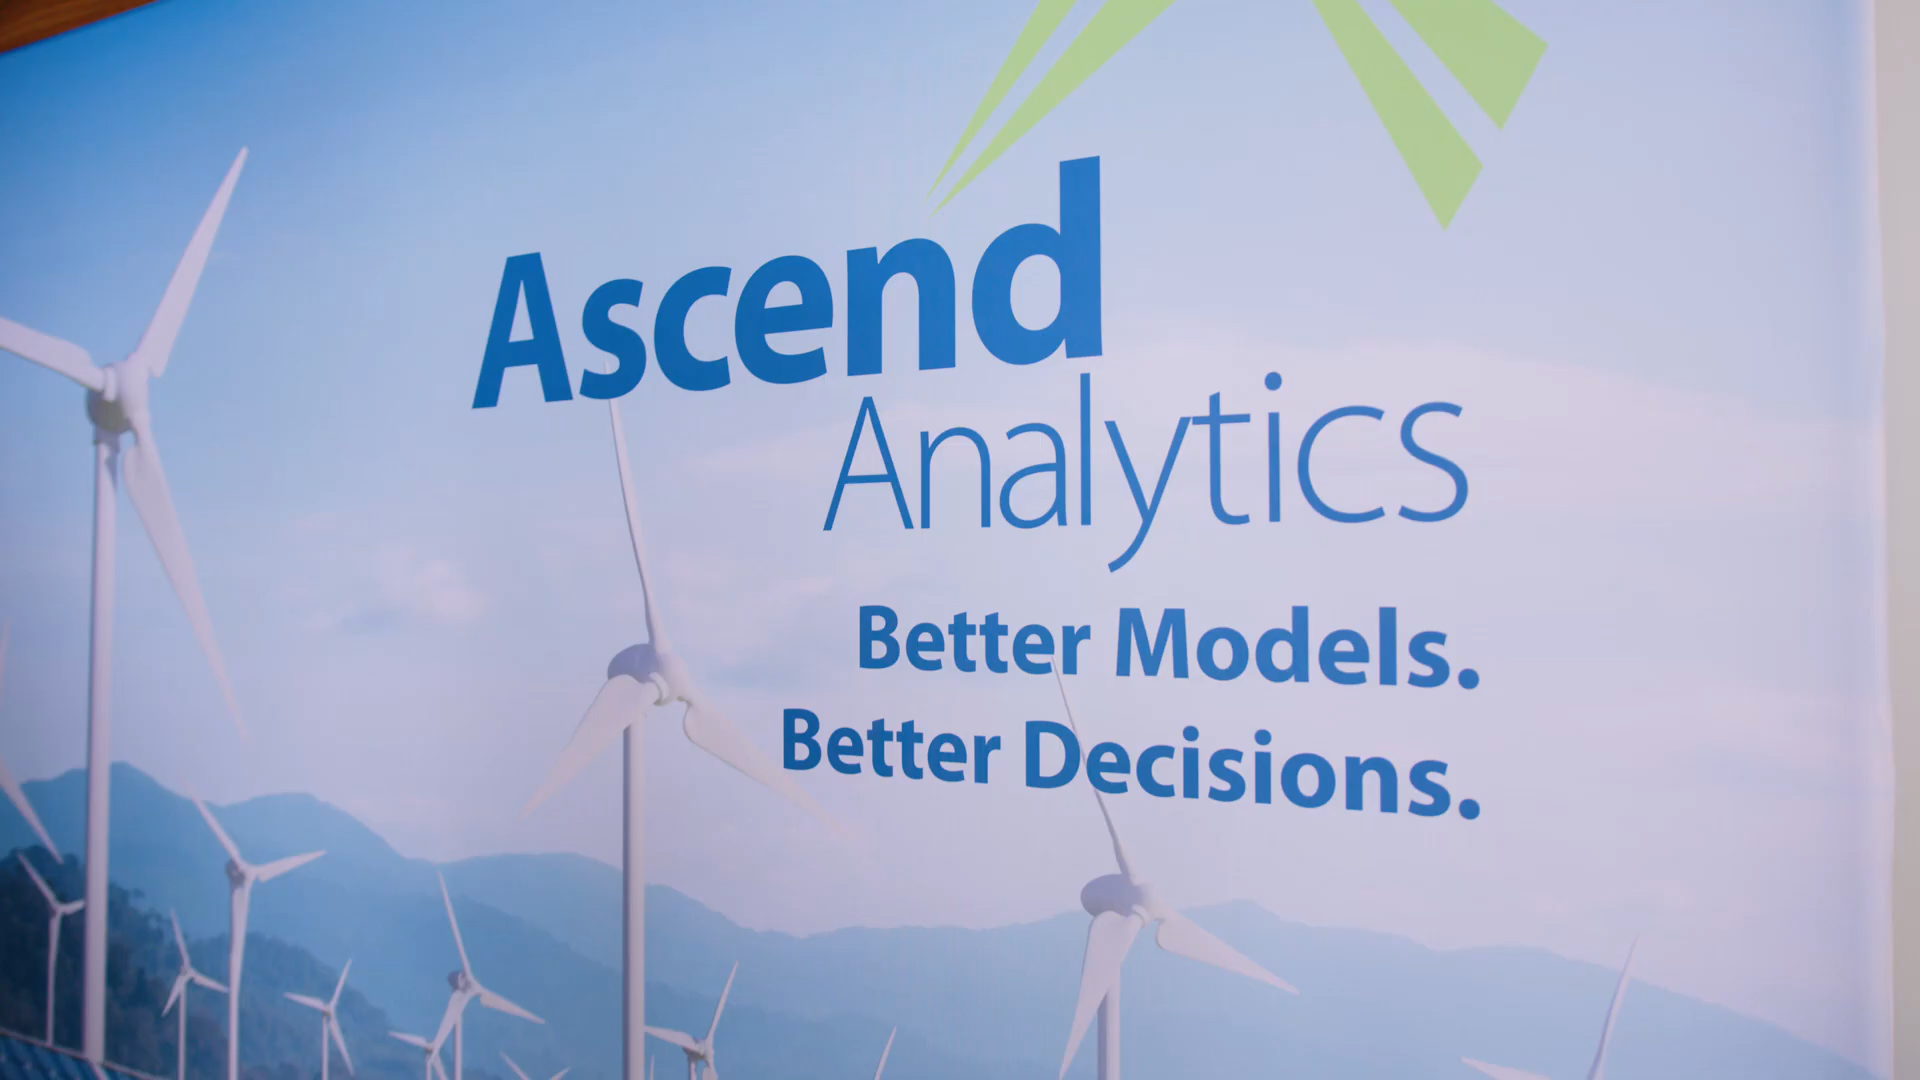 Ascend
Analytics
Better Models.
Better Decisions.